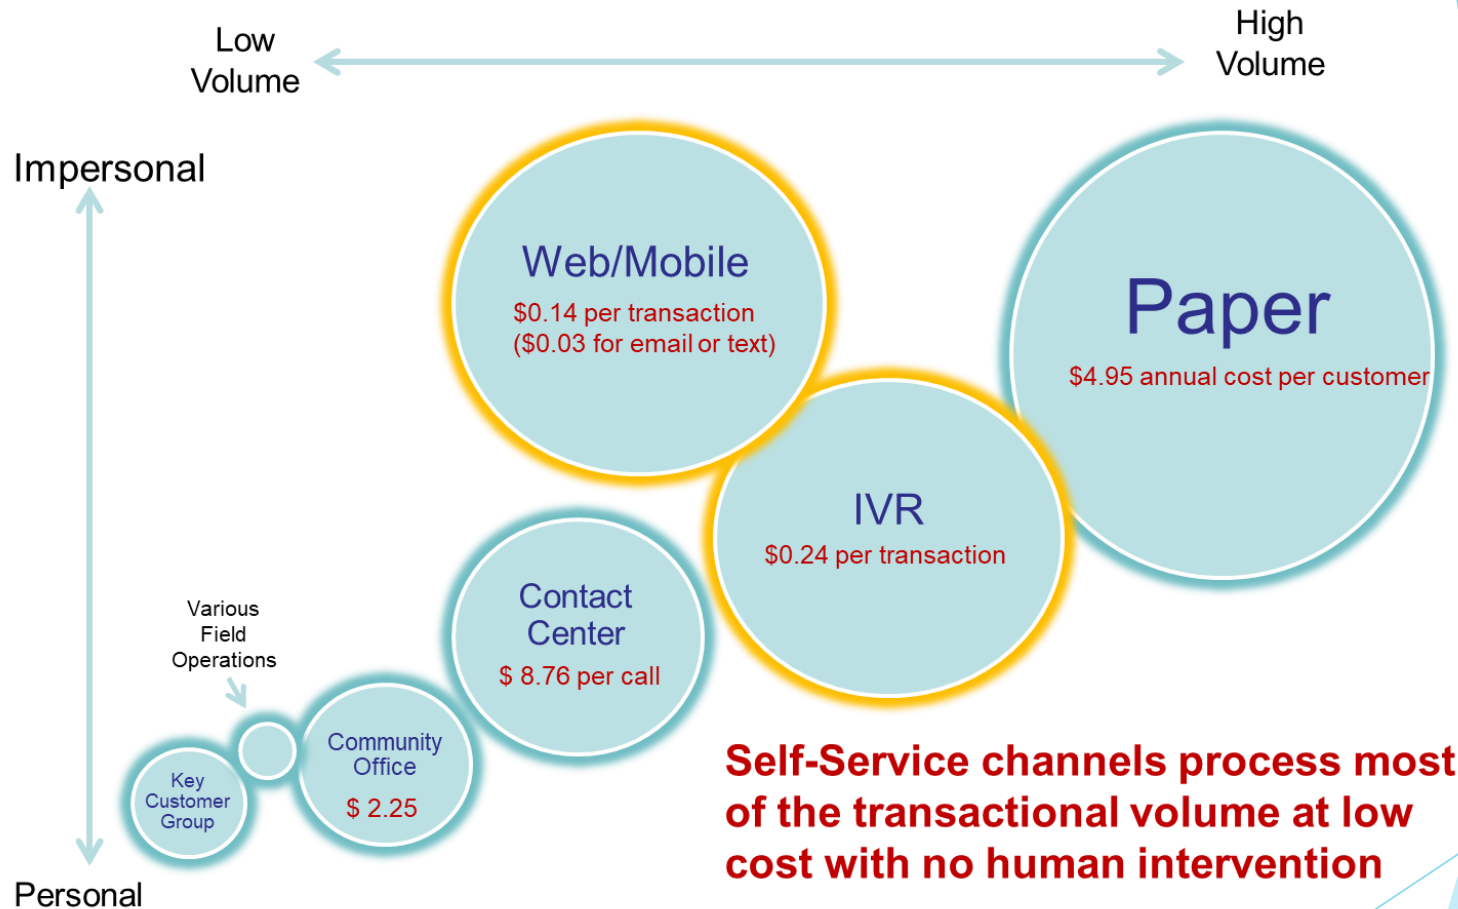 Low
Volume
High
Volume
Impersonal
Web/Mobile
$0.14 per transaction
($0.03 for email or text)
Paper
$4.95 annual cost per customer
IVR
$0.24 per transaction
Contact
Center
$ 8.76 per call
Various
Field
Operations
Community
Office
$ 2.25
Key
Customer
Group
Self-Service channels process most
of the transactional volume at low
cost with no human intervention
Personal